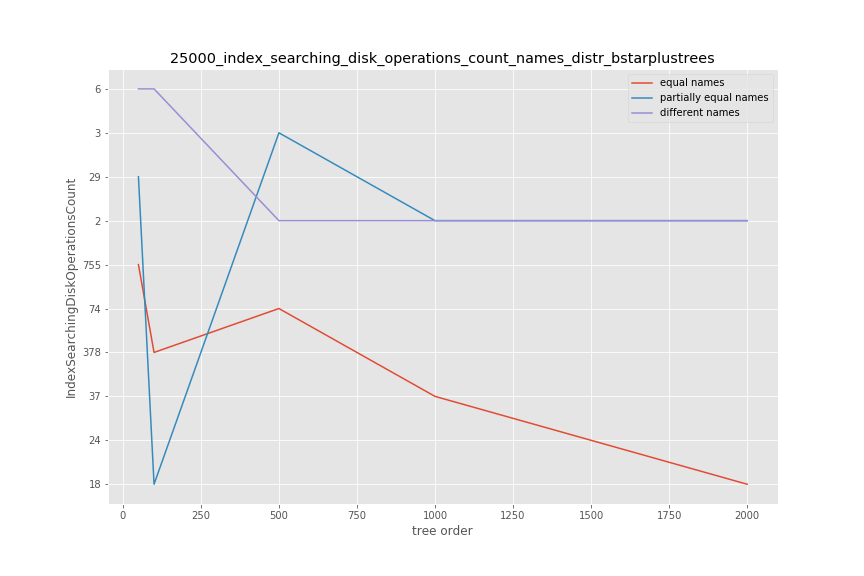 25000_index_searching_disk_operations_count_names_distr_bstarplustrees
equal names
partially equal names
different names
IndexSearchingDiskOperationsCount
6
3
29
2
755
74
378
37
24
18
0 250 500 750 1000 1250 1500 1750 2000
tree order